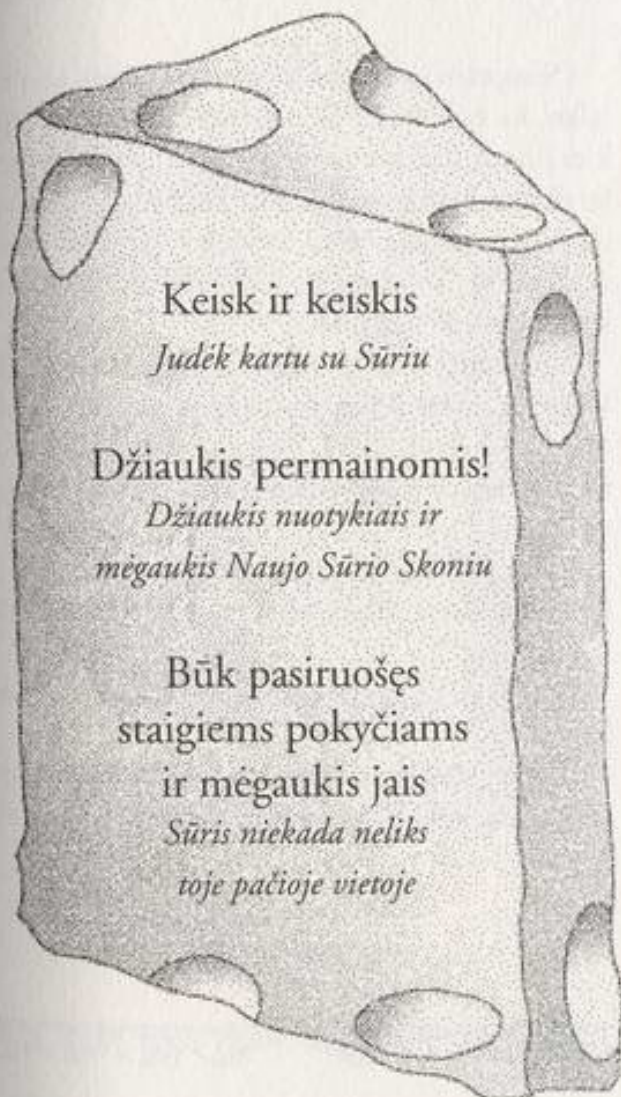 Keisk ir keiskis
Judėk kartu su Sūriu
Džiaukis permainomis!
Džiaukis nuotykiais ir
mėgaukis Naujo Sūrio Skoniu
Būk pasiruošęs
staigiems pokyčiams
ir mėgaukis jais
Sūris niekada neliks
toje pačioje vietoje